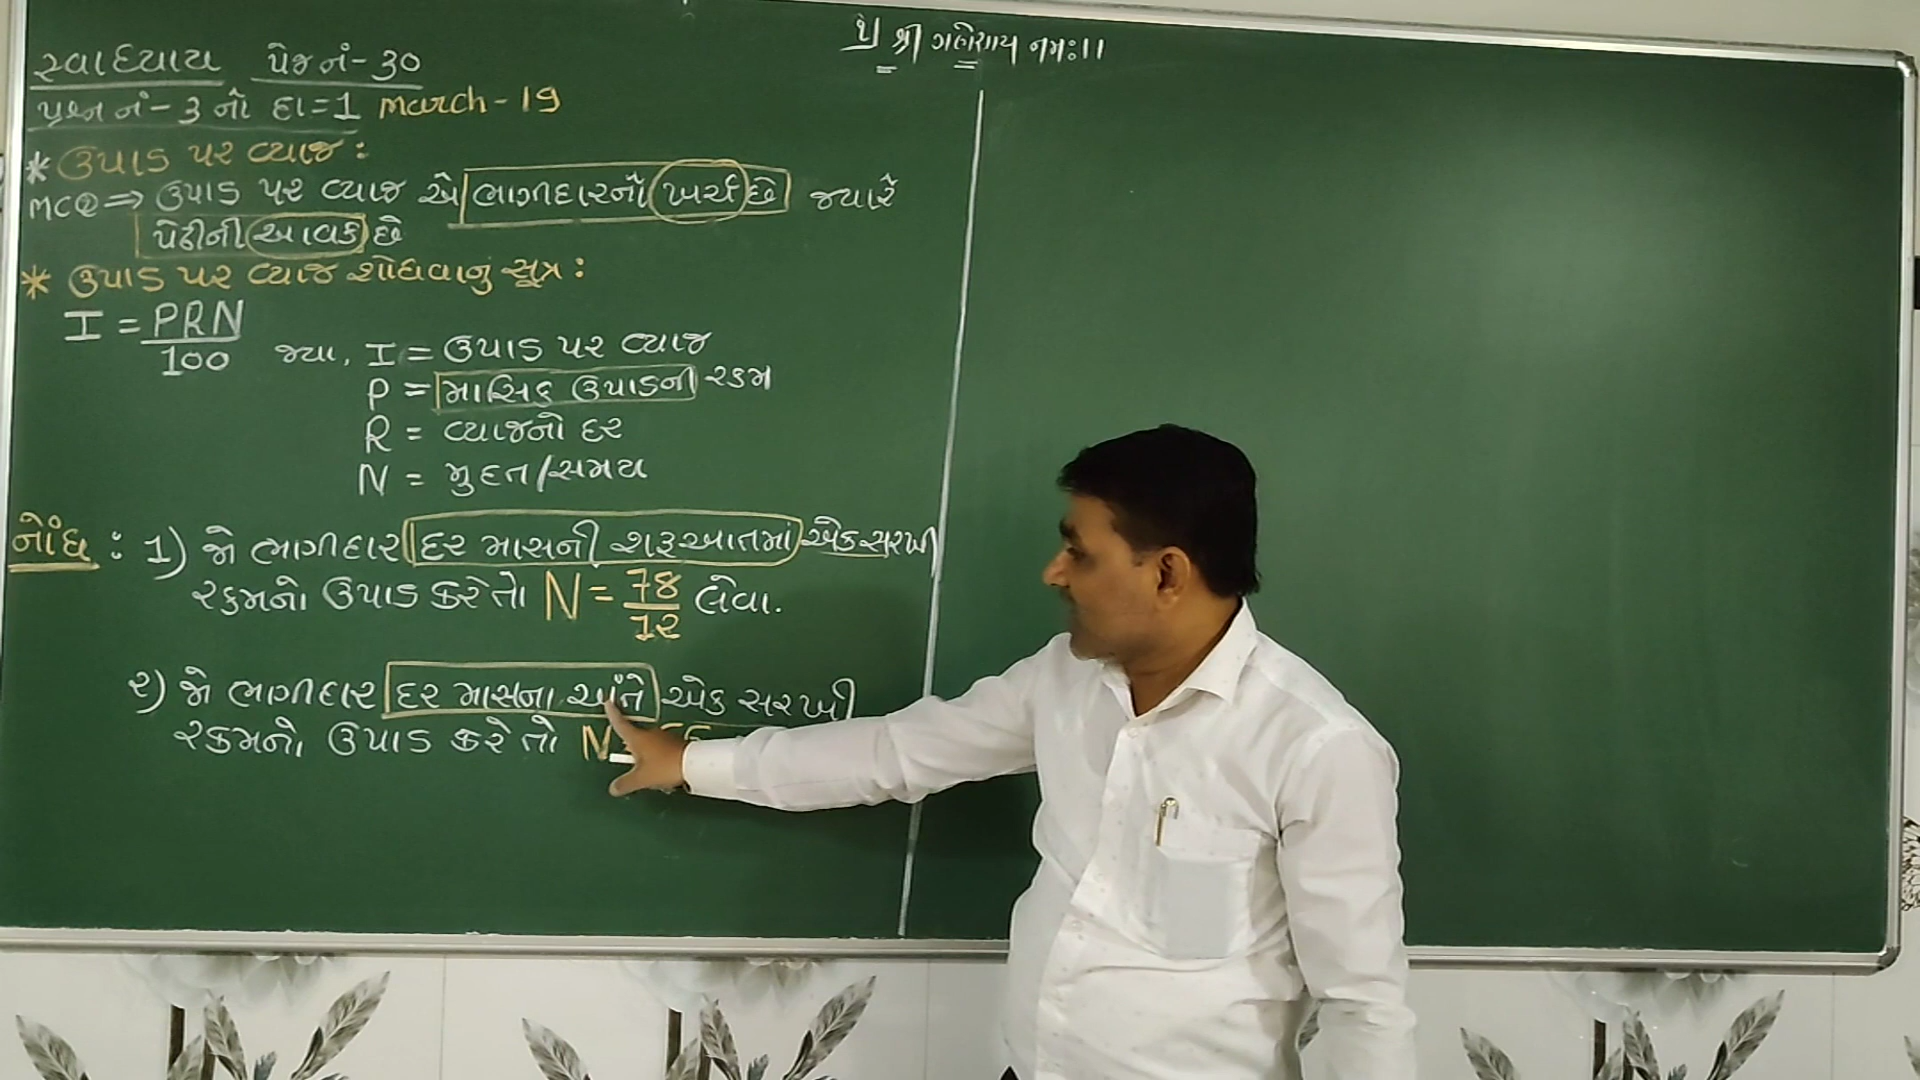 શ્રી ગણેશાય નમઃ।।
સ્વાધ્યાય પેજ નં-૩૦
પ્રશ્ન નં-૩ નો દા=1 march-19
* ઉપાડ પર વ્યાજ :
MCQ ⇒ ઉપાડ પર વ્યાજ એ ભાગીદારનો ખર્ચ છે જ્યારે
પેઢીની આવક છે
* ઉપાડ પર વ્યાજ શોધવાનું સૂત્ર :
I = PRN
100 જ્યા, I = ઉપાડ પર વ્યાજ
P = માસિક ઉપાડની રકમ
R = વ્યાજનો દર
N = મુદત/સમય
નોંધ : 1) જો ભાગીદાર દર માસની શરૂઆતમાં એક સરખી
રકમનો ઉપાડ કરે તો N = 78/12 લેવા.
૨) જો ભાગીદાર દર માસના અંતે એક સરખી
રકમનો ઉપાડ કરે તો N